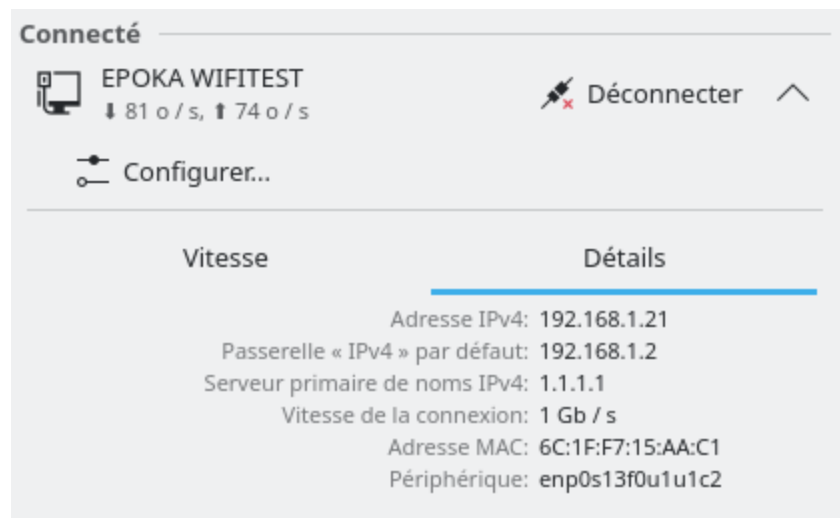 Connecté
EPOKA WIFITEST
⬇ 81 o / s, ⬆ 74 o / s
Déconnecter
Configurer...
Vitesse
Détails
Adresse IPv4: 192.168.1.21
Passerelle « IPv4 » par défaut: 192.168.1.2
Serveur primaire de noms IPv4: 1.1.1.1
Vitesse de la connexion: 1 Gb / s
Adresse MAC: 6C:1F:F7:15:AA:C1
Périphérique: enp0s13f0u1u1c2